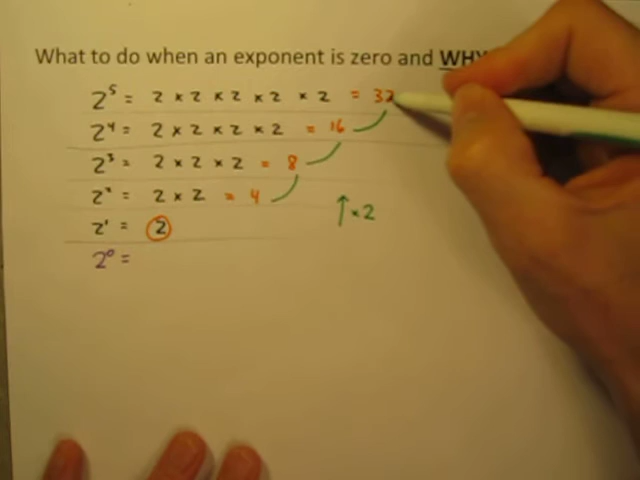 What to do when an exponent is zero and WHY
2⁵ = 2 × 2 × 2 × 2 × 2 = 32
2⁴ = 2 × 2 × 2 × 2 = 16
2³ = 2 × 2 × 2 = 8
2² = 2 × 2 = 4
↑ × 2
2¹ = 2
2⁰ =